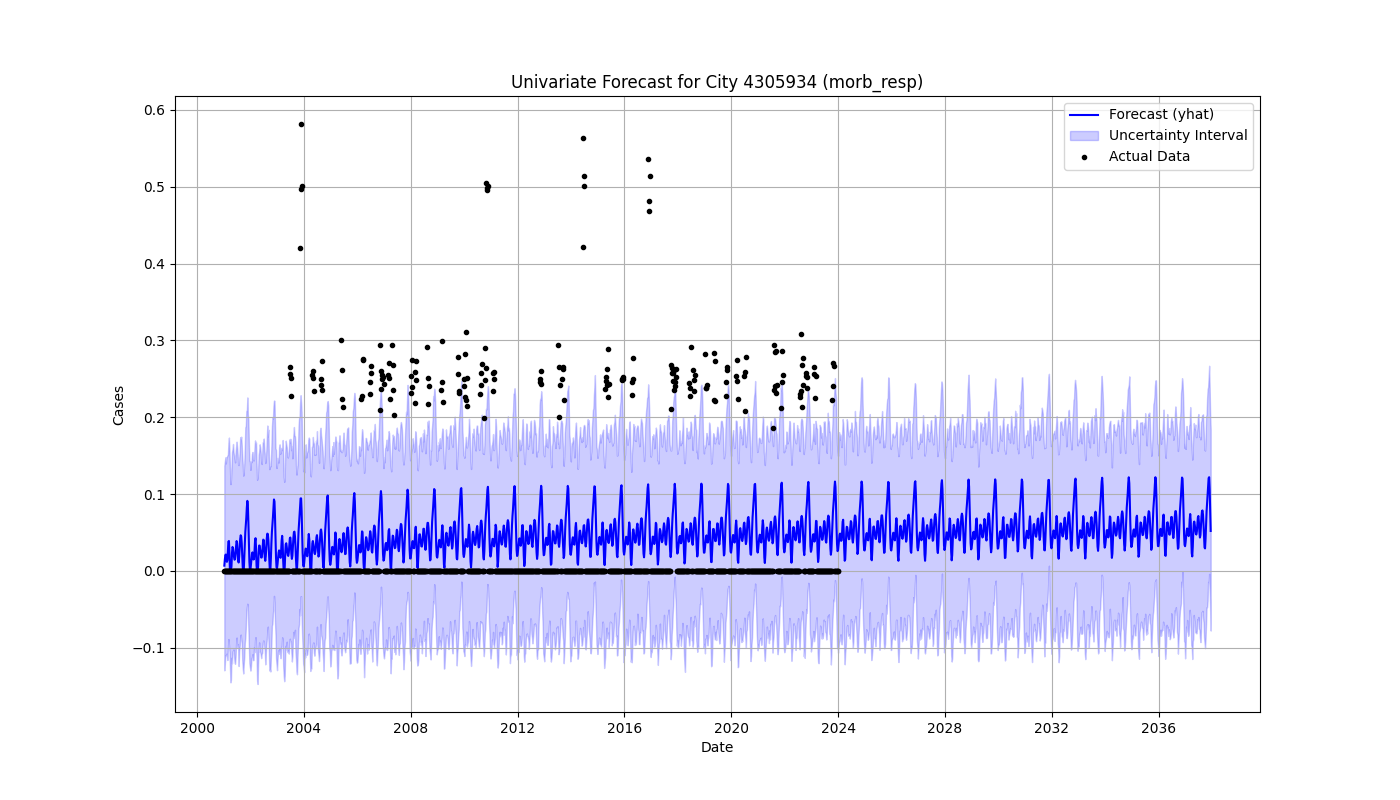 Univariate Forecast for City 4305934 (morb_resp)
Forecast (yhat)
Uncertainty Interval
Actual Data
Cases
0.6
0.5
0.4
0.3
0.2
0.1
0.0
−0.1
2000 2004 2008 2012 2016 2020 2024 2028 2032 2036
Date